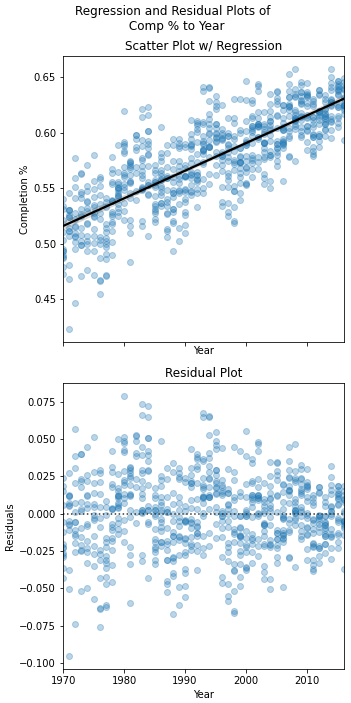 Regression and Residual Plots of
Comp % to Year
Scatter Plot w/ Regression
0.65
0.60
0.55
0.50
0.45
Completion %
Year
Residual Plot
0.075
0.050
0.025
0.000
−0.025
−0.050
−0.075
−0.100
Residuals
1970
1980
1990
2000
2010
Year